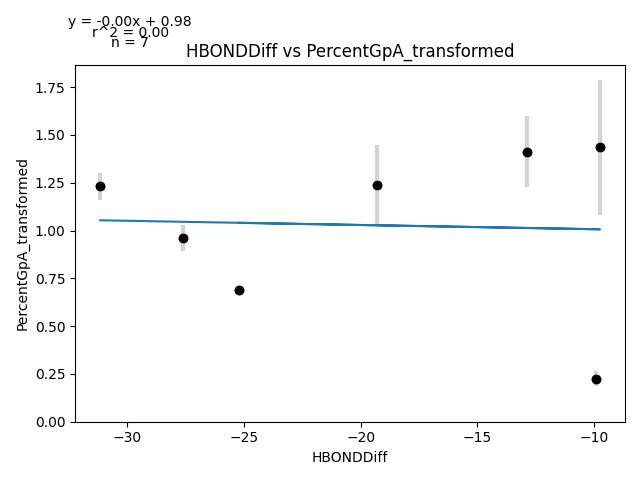 y = -0.00x + 0.98
r^2 = 0.00
n = 7
HBONDDiff vs PercentGpA_transformed
PercentGpA_transformed
1.75
1.50
1.25
1.00
0.75
0.50
0.25
0.00
−30
−25
−20
−15
−10
HBONDDiff